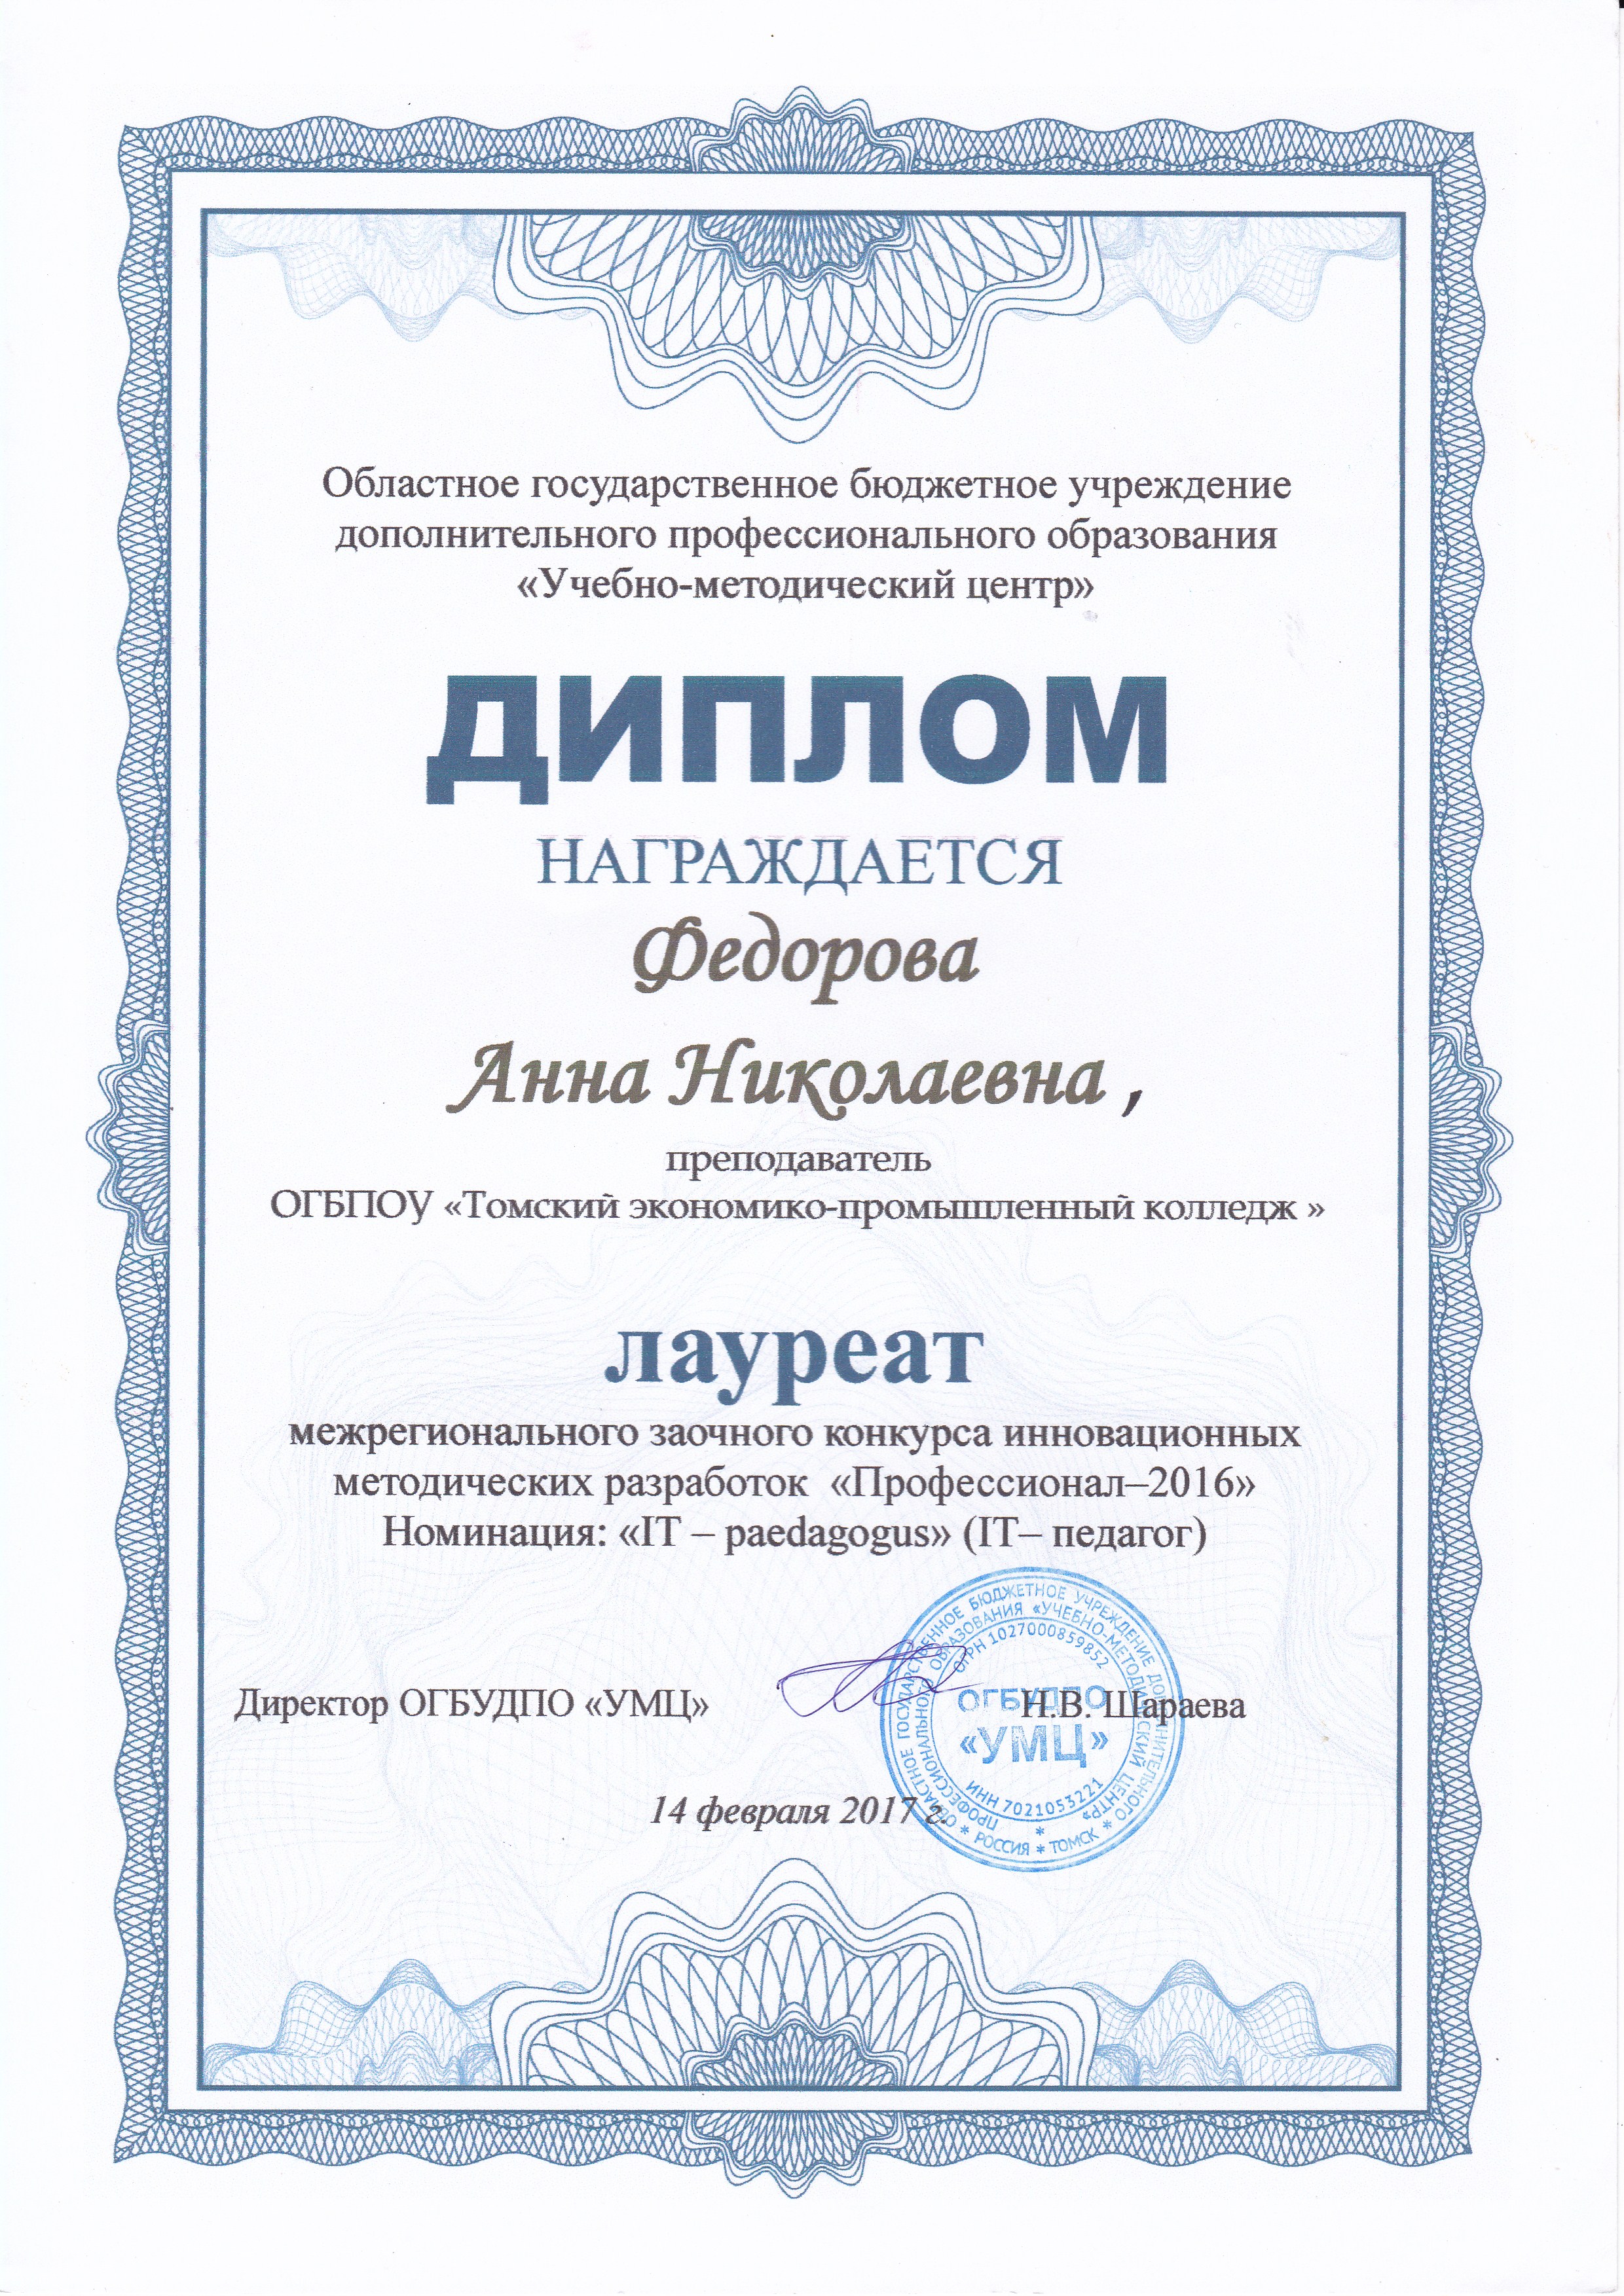 Областное государственное бюджетное учреждение
дополнительного профессионального образования
«Учебно-методический центр»
ДИПЛОМ
НАГРАЖДАЕТСЯ
Федорова
Анна Николаевна ,
преподаватель
ОГБПОУ «Томский экономико-промышленный колледж »
лауреат
межрегионального заочного конкурса инновационных
методических разработок «Профессионал–2016»
Номинация: «IT – paedagogus» (IT– педагог)
Директор ОГБУДПО «УМЦ» Н.В. Шараева
14 февраля 2017 г.
ОБЛАСТНОЕ ГОСУДАРСТВЕННОЕ БЮДЖЕТНОЕ УЧРЕЖДЕНИЕ ДОПОЛНИТЕЛЬНОГО
ПРОФЕССИОНАЛЬНОГО ОБРАЗОВАНИЯ «УЧЕБНО-МЕТОДИЧЕСКИЙ ЦЕНТР»
ОГРН 1027000859852
ОГБУДПО
«УМЦ»
ИНН 7021053221
* РОССИЯ * ТОМСК *